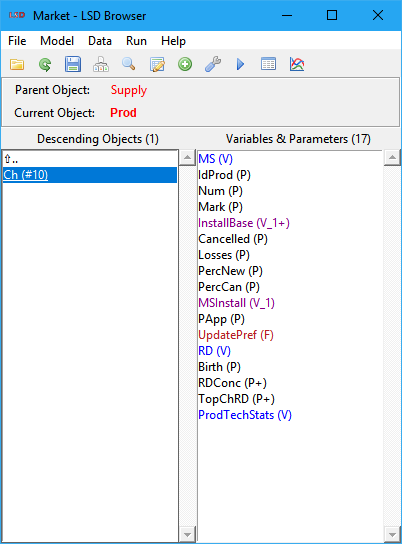 LSD Market - LSD Browser
File Model Data Run Help
Parent Object: Supply
Current Object: Prod
Descending Objects (1) Variables & Parameters (17)
⇧..
Ch (#10)
MS (V)
IdProd (P)
Num (P)
Mark (P)
InstallBase (V_1+)
Cancelled (P)
Losses (P)
PercNew (P)
PercCan (P)
MSInstall (V_1)
PApp (P)
UpdatePref (F)
RD (V)
Birth (P)
RDConc (P+)
TopChRD (P+)
ProdTechStats (V)